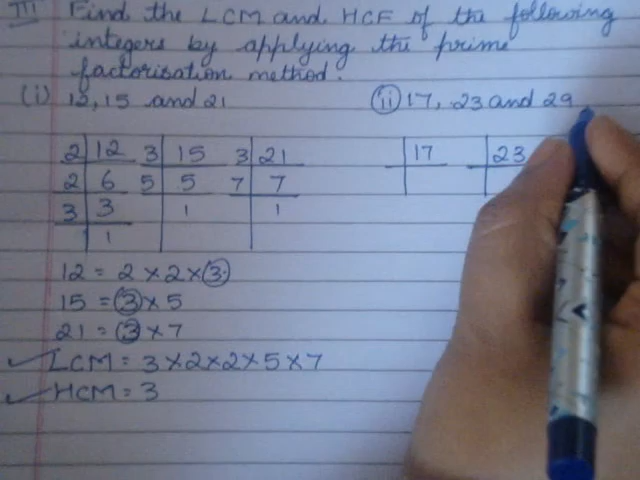 III Find the LCM and HCF of the following
integers by applying the prime
factorisation method.
(i) 12, 15 and 21
(ii) 17, 23 and 29
2 | 12 3 | 15 3 | 21
2 | 6 5 | 5 7 | 7
3 | 3 1 1
1
17 23
12 = 2 × 2 × 3
15 = 3 × 5
21 = 3 × 7
✓ LCM = 3 × 2 × 2 × 5 × 7
✓ HCM = 3